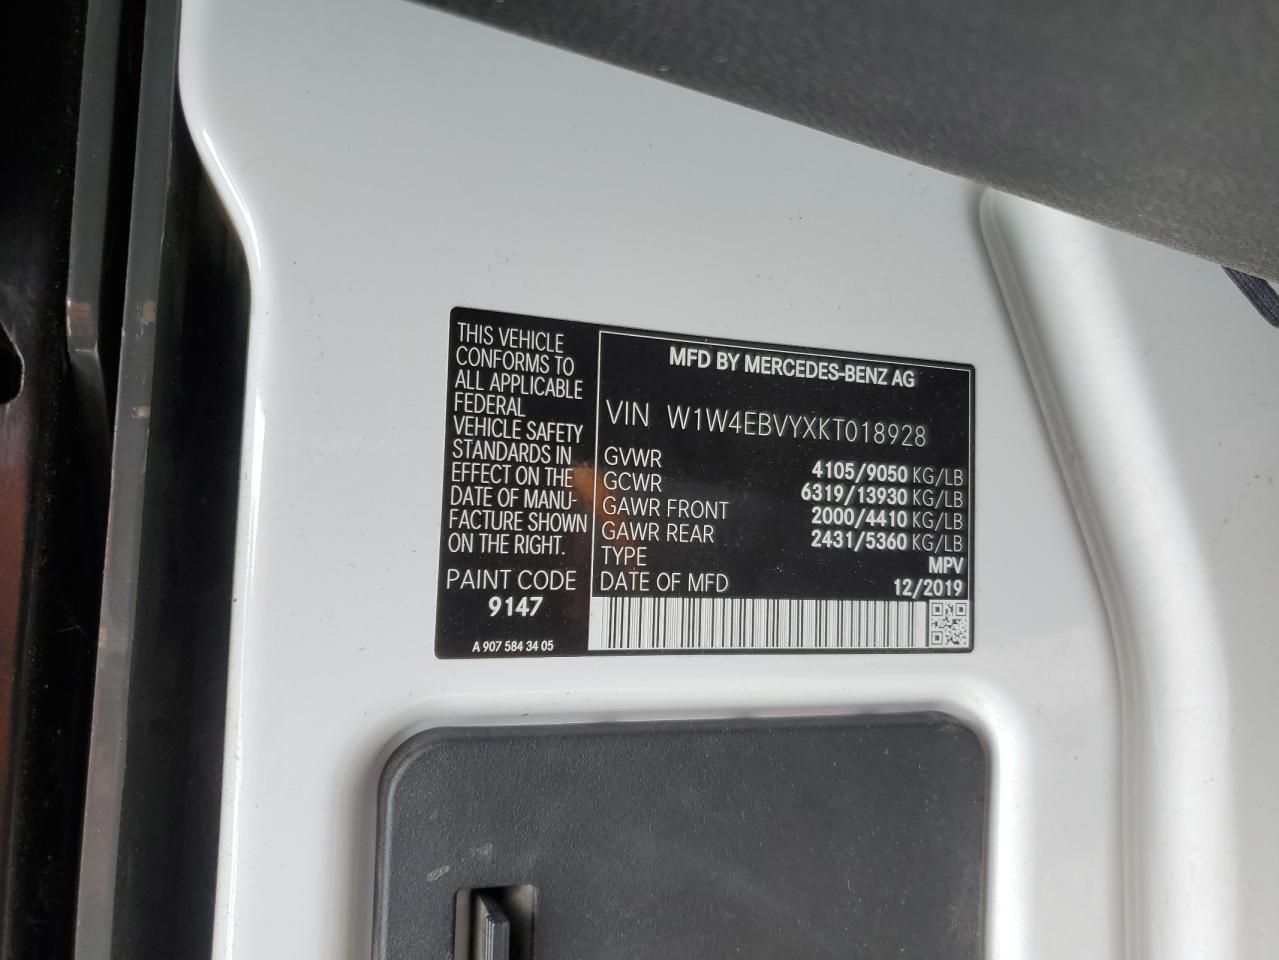 THIS VEHICLE
CONFORMS TO
ALL APPLICABLE
FEDERAL
VEHICLE SAFETY
STANDARDS IN
EFFECT ON THE
DATE OF MANU-
FACTURE SHOWN
ON THE RIGHT.
PAINT CODE
9147
A 907 584 34 05
MFD BY MERCEDES-BENZ AG
VIN W1W4EBVYXKT018928
GVWR 4105/9050 KG/LB
GCWR 6319/13930 KG/LB
GAWR FRONT 2000/4410 KG/LB
GAWR REAR 2431/5360 KG/LB
TYPE MPV
DATE OF MFD 12/2019